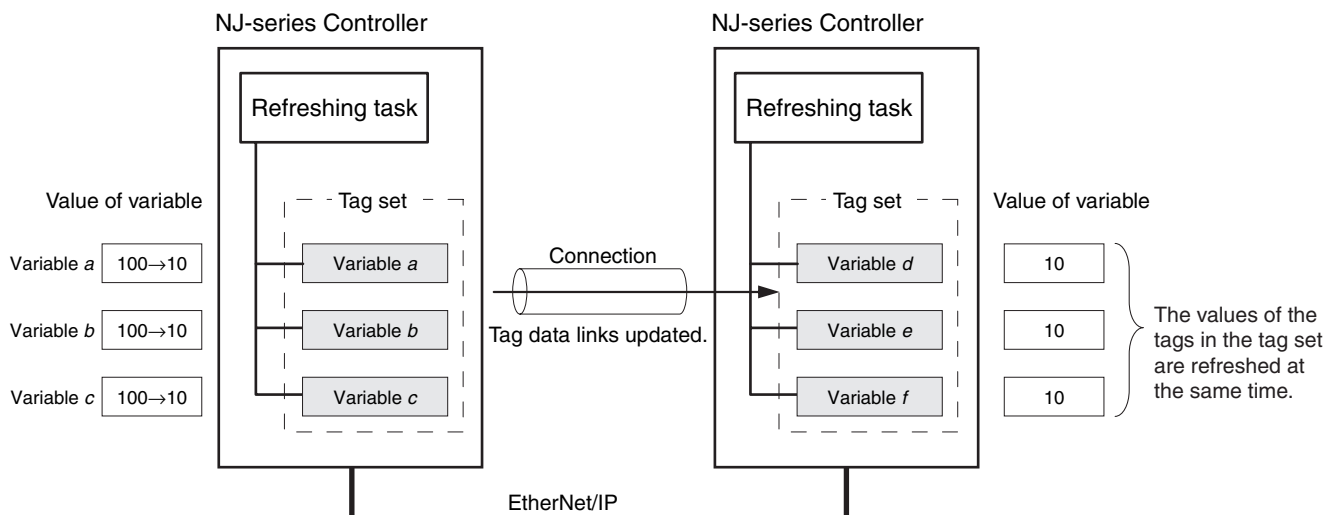 NJ-series Controller
NJ-series Controller
Refreshing task
Refreshing task
Value of variable
Tag set
Tag set
Value of variable
Variable a
100→10
Variable a
Connection
Variable d
10
Variable b
100→10
Variable b
Tag data links updated.
Variable e
10
Variable c
100→10
Variable c
Variable f
10
The values of the
tags in the tag set
are refreshed at
the same time.
EtherNet/IP